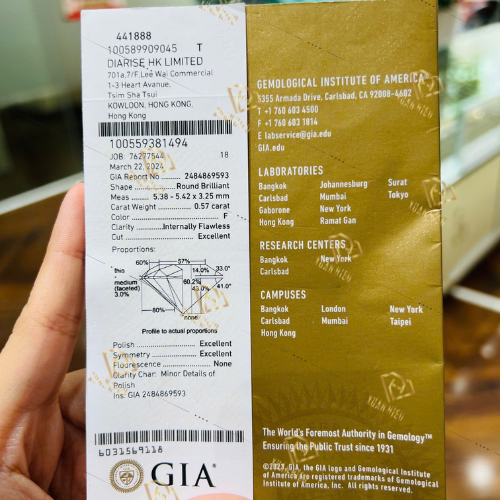 441888
100589909045 T
DIARISE HK LIMITED
701a,7/F,Lee Wai Commercial
1-3 Heart Avenue,
Tsim Sha Tsui
KOWLOON, HONG KONG,
Hong Kong
100559381494
JOB: 76277544 18
March 22, 2024
GIA Report No 2484869593
Shape Round Brilliant
Meas 5.38 - 5.42 x 3.25 mm
Carat Weight 0.57 carat
Color F
Clarity Internally Flawless
Cut Excellent
Proportions:
60% 57%
14.0% 33.0°
thin -
medium
(faceted)
3.0%
60.2%
43.0% 41.0°
80%
none
Profile to actual proportions
Polish Excellent
Symmetry Excellent
Fluorescence None
Clarity Char: Minor Details of
Polish
Ins: GIA 2484869593
6031569118
GIA
GEMOLOGICAL INSTITUTE OF AMERICA
5355 Armada Drive, Carlsbad, CA 92008-4602
T +1 760 603 4500
F +1 760 603 1814
E labservice@gia.edu
GIA.edu
LABORATORIES
Bangkok Johannesburg Surat
Carlsbad Mumbai Tokyo
Gaborone New York
Hong Kong Ramat Gan
RESEARCH CENTERS
Bangkok New York
Carlsbad
CAMPUSES
Bangkok London New York
Carlsbad Mumbai Taipei
Hong Kong
The World's Foremost Authority in Gemology™
Ensuring the Public Trust since 1931
©2023, GIA, the GIA logo and Gemological Institute
of America are registered trademarks of Gemological
Institute of America, Inc. All rights reserved.
XUAN HIEU